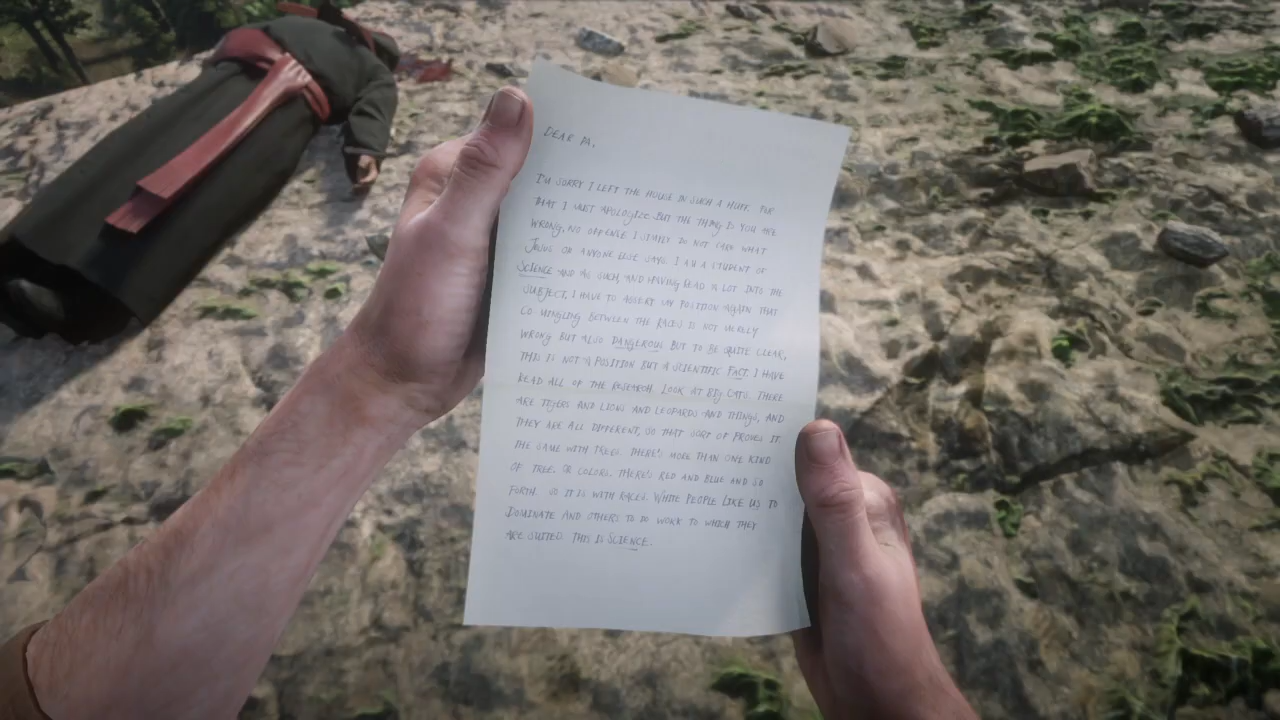 DEAR PA,
I'M SORRY I LEFT THE HOUSE IN SUCH A HUFF. FOR
THAT I MUST APOLOGIZE. BUT THE THING IS YOU ARE
WRONG, NO OFFENCE I SIMPLY DO NOT CARE WHAT
JESUS OR ANYONE ELSE SAYS. I AM A STUDENT OF
SCIENCE AND AS SUCH, AND HAVING READ A LOT INTO THE
SUBJECT, I HAVE TO ASSERT MY POSITION AGAIN THAT
CO MINGLING BETWEEN THE RACES IS NOT MERELY
WRONG BUT ALSO DANGEROUS BUT TO BE QUITE CLEAR,
THIS IS NOT A POSITION BUT A SCIENTIFIC FACT. I HAVE
READ ALL OF THE RESEARCH. LOOK AT BIG CATS. THERE
ARE TIGERS AND LIONS AND LEOPARDS AND THINGS, AND
THEY ARE ALL DIFFERENT, SO THAT SORT OF PROVES IT.
THE SAME WITH TREES. THERE'S MORE THAN ONE KIND
OF TREE. OR COLORS. THERE'S RED AND BLUE AND SO
FORTH. SO IT IS WITH RACES. WHITE PEOPLE LIKE US TO
DOMINATE AND OTHERS TO DO WORK TO WHICH THEY
ARE SUITED. THIS IS SCIENCE.